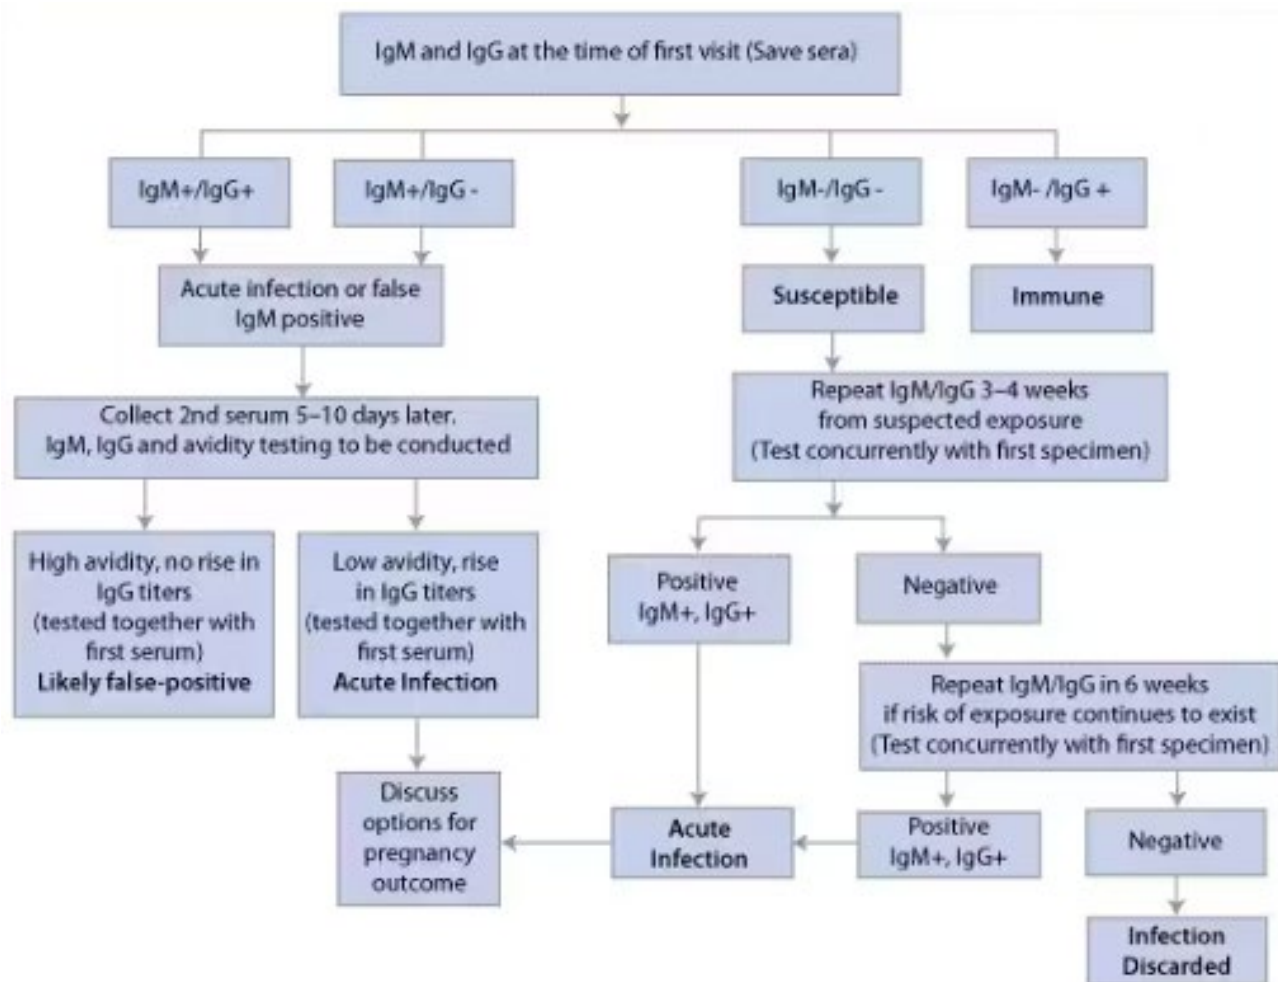 IgM and IgG at the time of first visit (Save sera)
IgM+/IgG+
IgM+/IgG -
IgM-/IgG -
IgM- /IgG +
Acute infection or false
IgM positive
Susceptible
Immune
Collect 2nd serum 5–10 days later.
IgM, IgG and avidity testing to be conducted
Repeat IgM/IgG 3–4 weeks
from suspected exposure
(Test concurrently with first specimen)
High avidity, no rise in
IgG titers
(tested together with
first serum)
Likely false-positive
Low avidity, rise
in IgG titers
(tested together with
first serum)
Acute Infection
Positive
IgM+, IgG+
Negative
Repeat IgM/IgG in 6 weeks
if risk of exposure continues to exist
(Test concurrently with first specimen)
Discuss
options for
pregnancy
outcome
Acute
Infection
Positive
IgM+, IgG+
Negative
Infection
Discarded